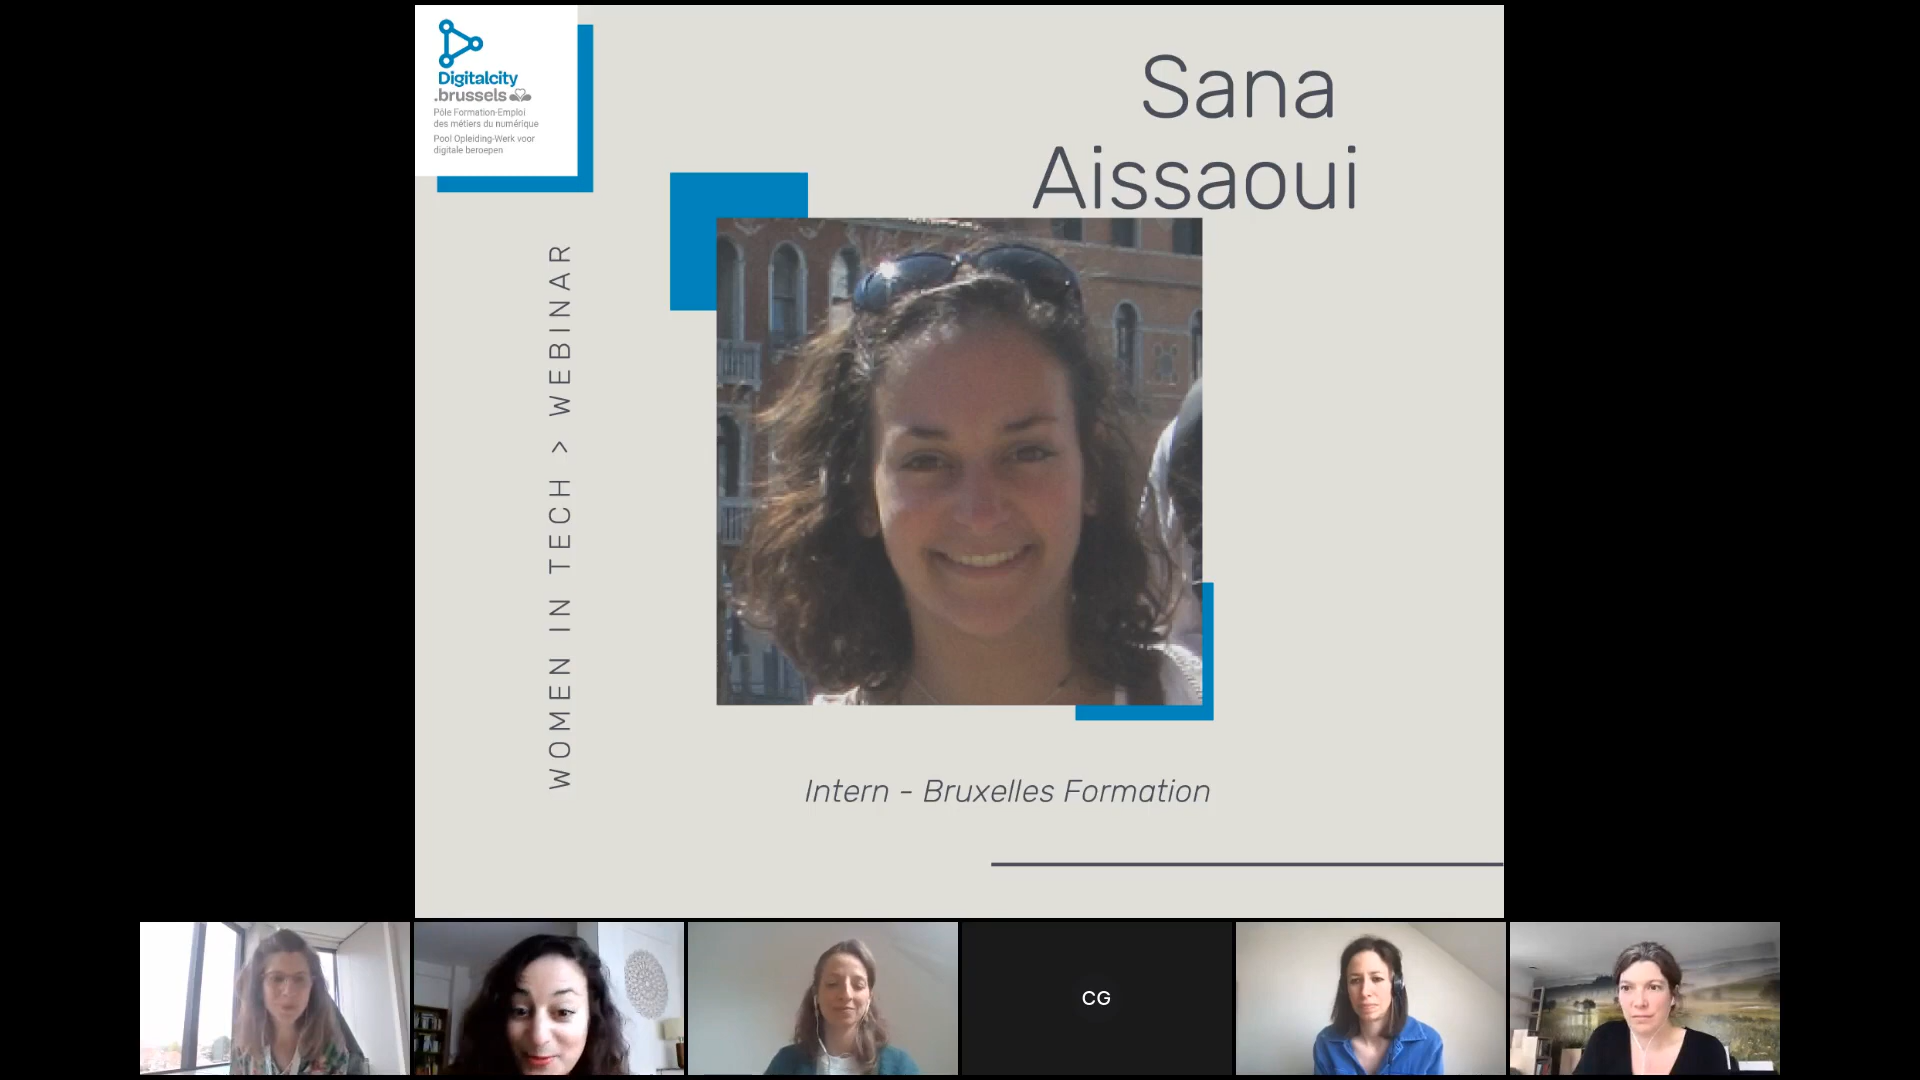 Digitalcity
.brussels
Pôle Formation-Emploi
des métiers du numérique
Pool Opleiding-Werk voor
digitale beroepen
Sana
Aissaoui
WOMEN IN TECH > WEBINAR
Intern - Bruxelles Formation
CG